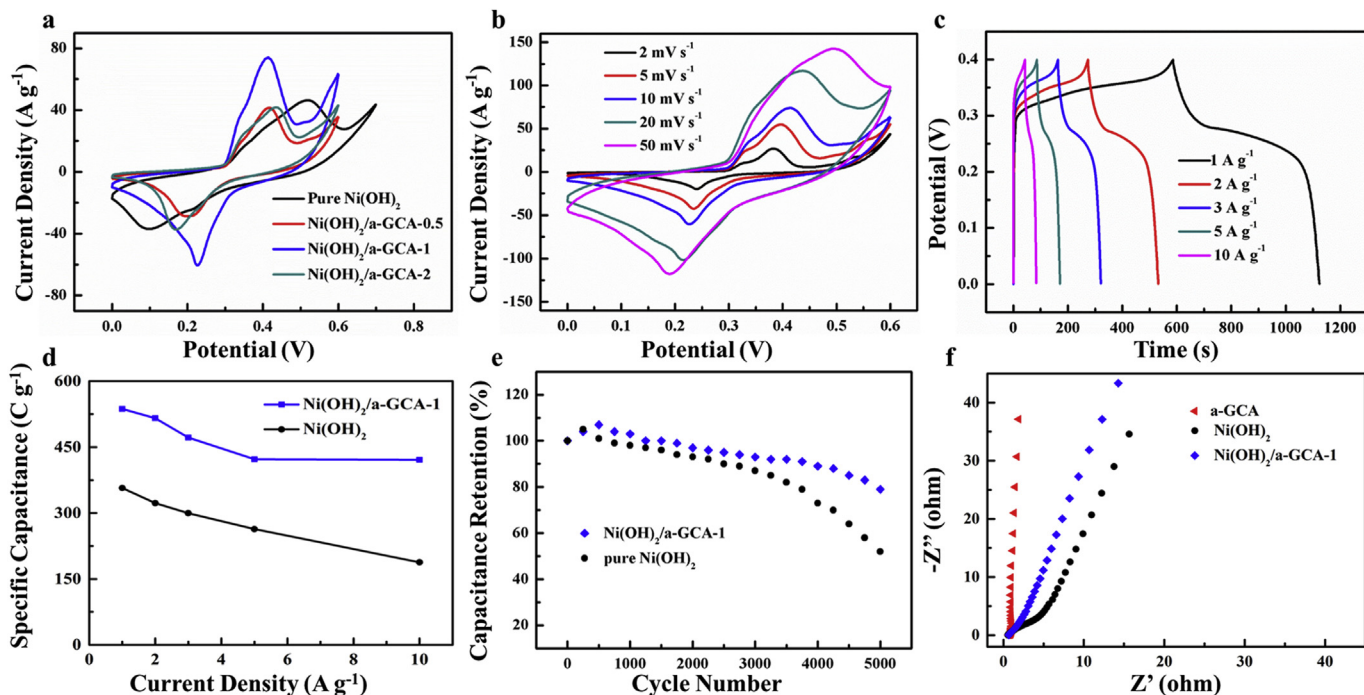 a
Current Density (A g⁻¹)
80
40
0
-40
-80
0.0 0.2 0.4 0.6 0.8
Potential (V)
Pure Ni(OH)₂
Ni(OH)₂/a-GCA-0.5
Ni(OH)₂/a-GCA-1
Ni(OH)₂/a-GCA-2
b
Current Density (A g⁻¹)
150
100
50
0
-50
-100
-150
0.0 0.1 0.2 0.3 0.4 0.5 0.6
Potential (V)
2 mV s⁻¹
5 mV s⁻¹
10 mV s⁻¹
20 mV s⁻¹
50 mV s⁻¹
c
Potential (V)
0.4
0.3
0.2
0.1
0.0
0 200 400 600 800 1000 1200
Time (s)
1 A g⁻¹
2 A g⁻¹
3 A g⁻¹
5 A g⁻¹
10 A g⁻¹
d
Specific Capacitance (C g⁻¹)
600
450
300
150
0
0 2 4 6 8 10
Current Density (A g⁻¹)
Ni(OH)₂/a-GCA-1
Ni(OH)₂
e
Capacitance Retention (%)
120
100
80
60
40
20
0 1000 2000 3000 4000 5000
Cycle Number
Ni(OH)₂/a-GCA-1
pure Ni(OH)₂
f
-Z" (ohm)
40
30
20
10
0
0 10 20 30 40
Z' (ohm)
a-GCA
Ni(OH)₂
Ni(OH)₂/a-GCA-1